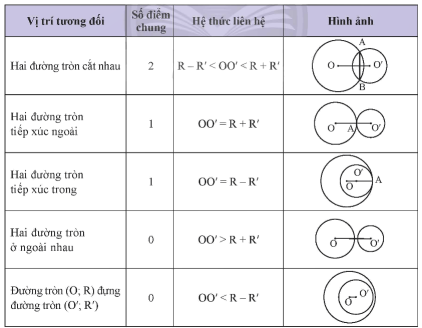 Vị trí tương đối
Số điểm
chung
Hệ thức liên hệ
Hình ảnh
Hai đường tròn cắt nhau
2
R – R′ < OO′ < R + R′
A
O
O′
B
Hai đường tròn
tiếp xúc ngoài
1
OO′ = R + R′
O
A
O′
Hai đường tròn
tiếp xúc trong
1
OO′ = R – R′
O′
O
A
Hai đường tròn
ở ngoài nhau
0
OO′ > R + R′
O
O′
Đường tròn (O; R) đựng
đường tròn (O′; R′)
0
OO′ < R – R′
O
O′